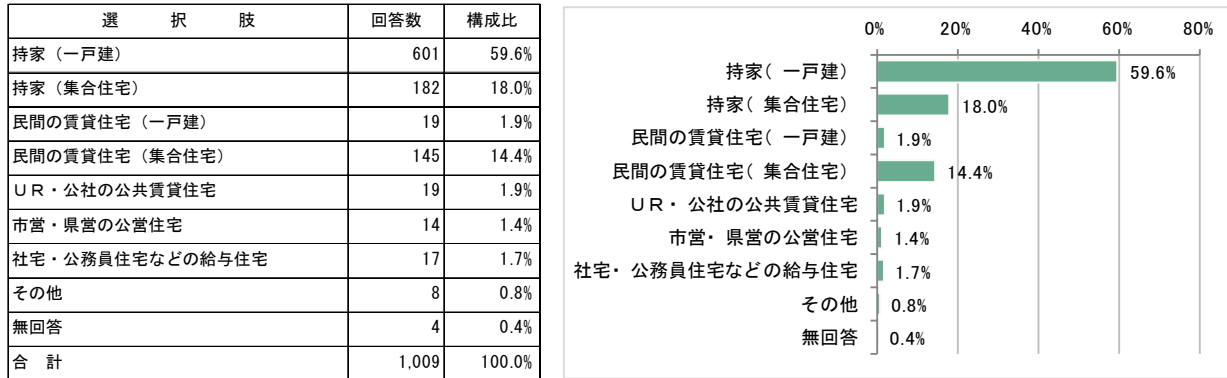 選　択　肢 回答数 構成比
持家（一戸建） 601 59.6%
持家（集合住宅） 182 18.0%
民間の賃貸住宅（一戸建） 19 1.9%
民間の賃貸住宅（集合住宅） 145 14.4%
ＵＲ・公社の公共賃貸住宅 19 1.9%
市営・県営の公営住宅 14 1.4%
社宅・公務員住宅などの給与住宅 17 1.7%
その他 8 0.8%
無回答 4 0.4%
合　計 1,009 100.0%
0% 20% 40% 60% 80%
持家( 一戸建) 59.6%
持家( 集合住宅) 18.0%
民間の賃貸住宅( 一戸建) 1.9%
民間の賃貸住宅( 集合住宅) 14.4%
ＵＲ・ 公社の公共賃貸住宅 1.9%
市営・ 県営の公営住宅 1.4%
社宅・ 公務員住宅などの給与住宅 1.7%
その他 0.8%
無回答 0.4%